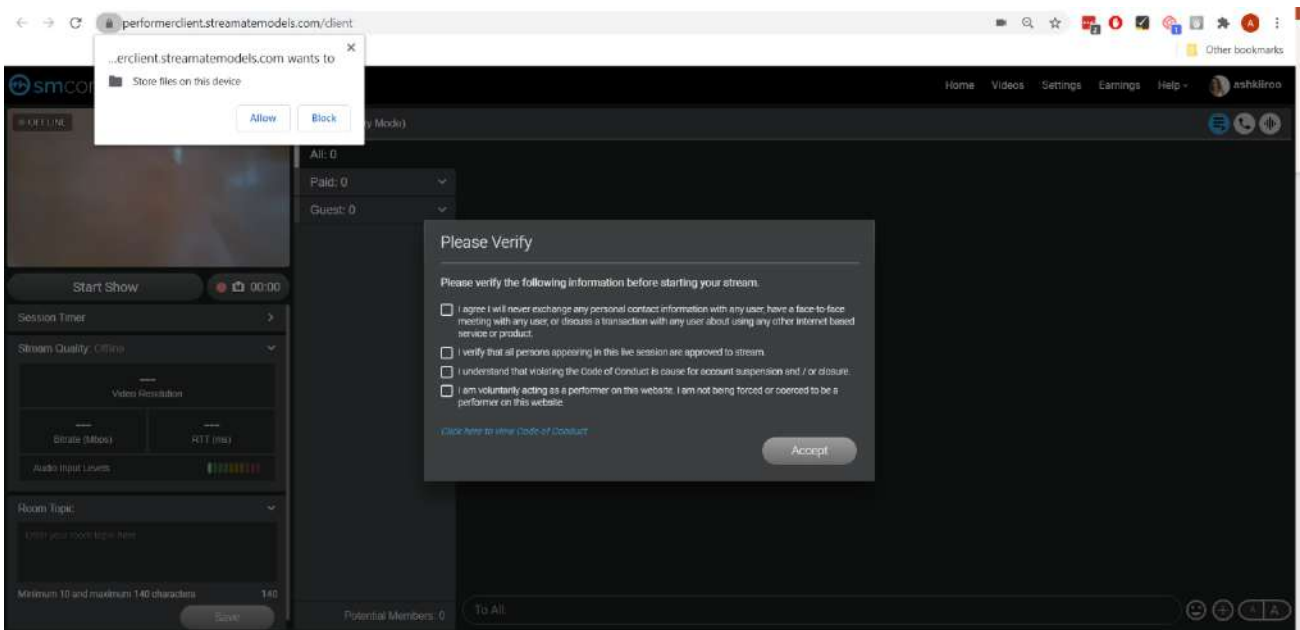 performerclient.streamatemodels.com/client
Other bookmarks
...erclient.streamatemodels.com wants to
Store files on this device
Allow
Block
smcon
Home
Videos
Settings
Earnings
Help
ashkiiroo
OFFLINE
y Mode)
All: 0
Paid: 0
Guest: 0
Start Show
00:00
Session Timer
Stream Quality: Offline
Video Resolution
Bitrate (Mbps)
RTT (ms)
Audio Input Levels
Room Topic
Enter your room topic here
Minimum 10 and maximum 140 characters
140
Save
Please Verify
Please verify the following information before starting your stream.
I agree I will never exchange any personal contact information with any user, have a face-to-face
meeting with any user, or discuss a transaction with any user about using any other Internet based
service or product.
I verify that all persons appearing in this live session are approved to stream.
I understand that violating the Code of Conduct is cause for account suspension and / or closure.
I am voluntarily acting as a performer on this website. I am not being forced or coerced to be a
performer on this website.
Click here to view Code of Conduct
Accept
Potential Members: 0
To All
A
A